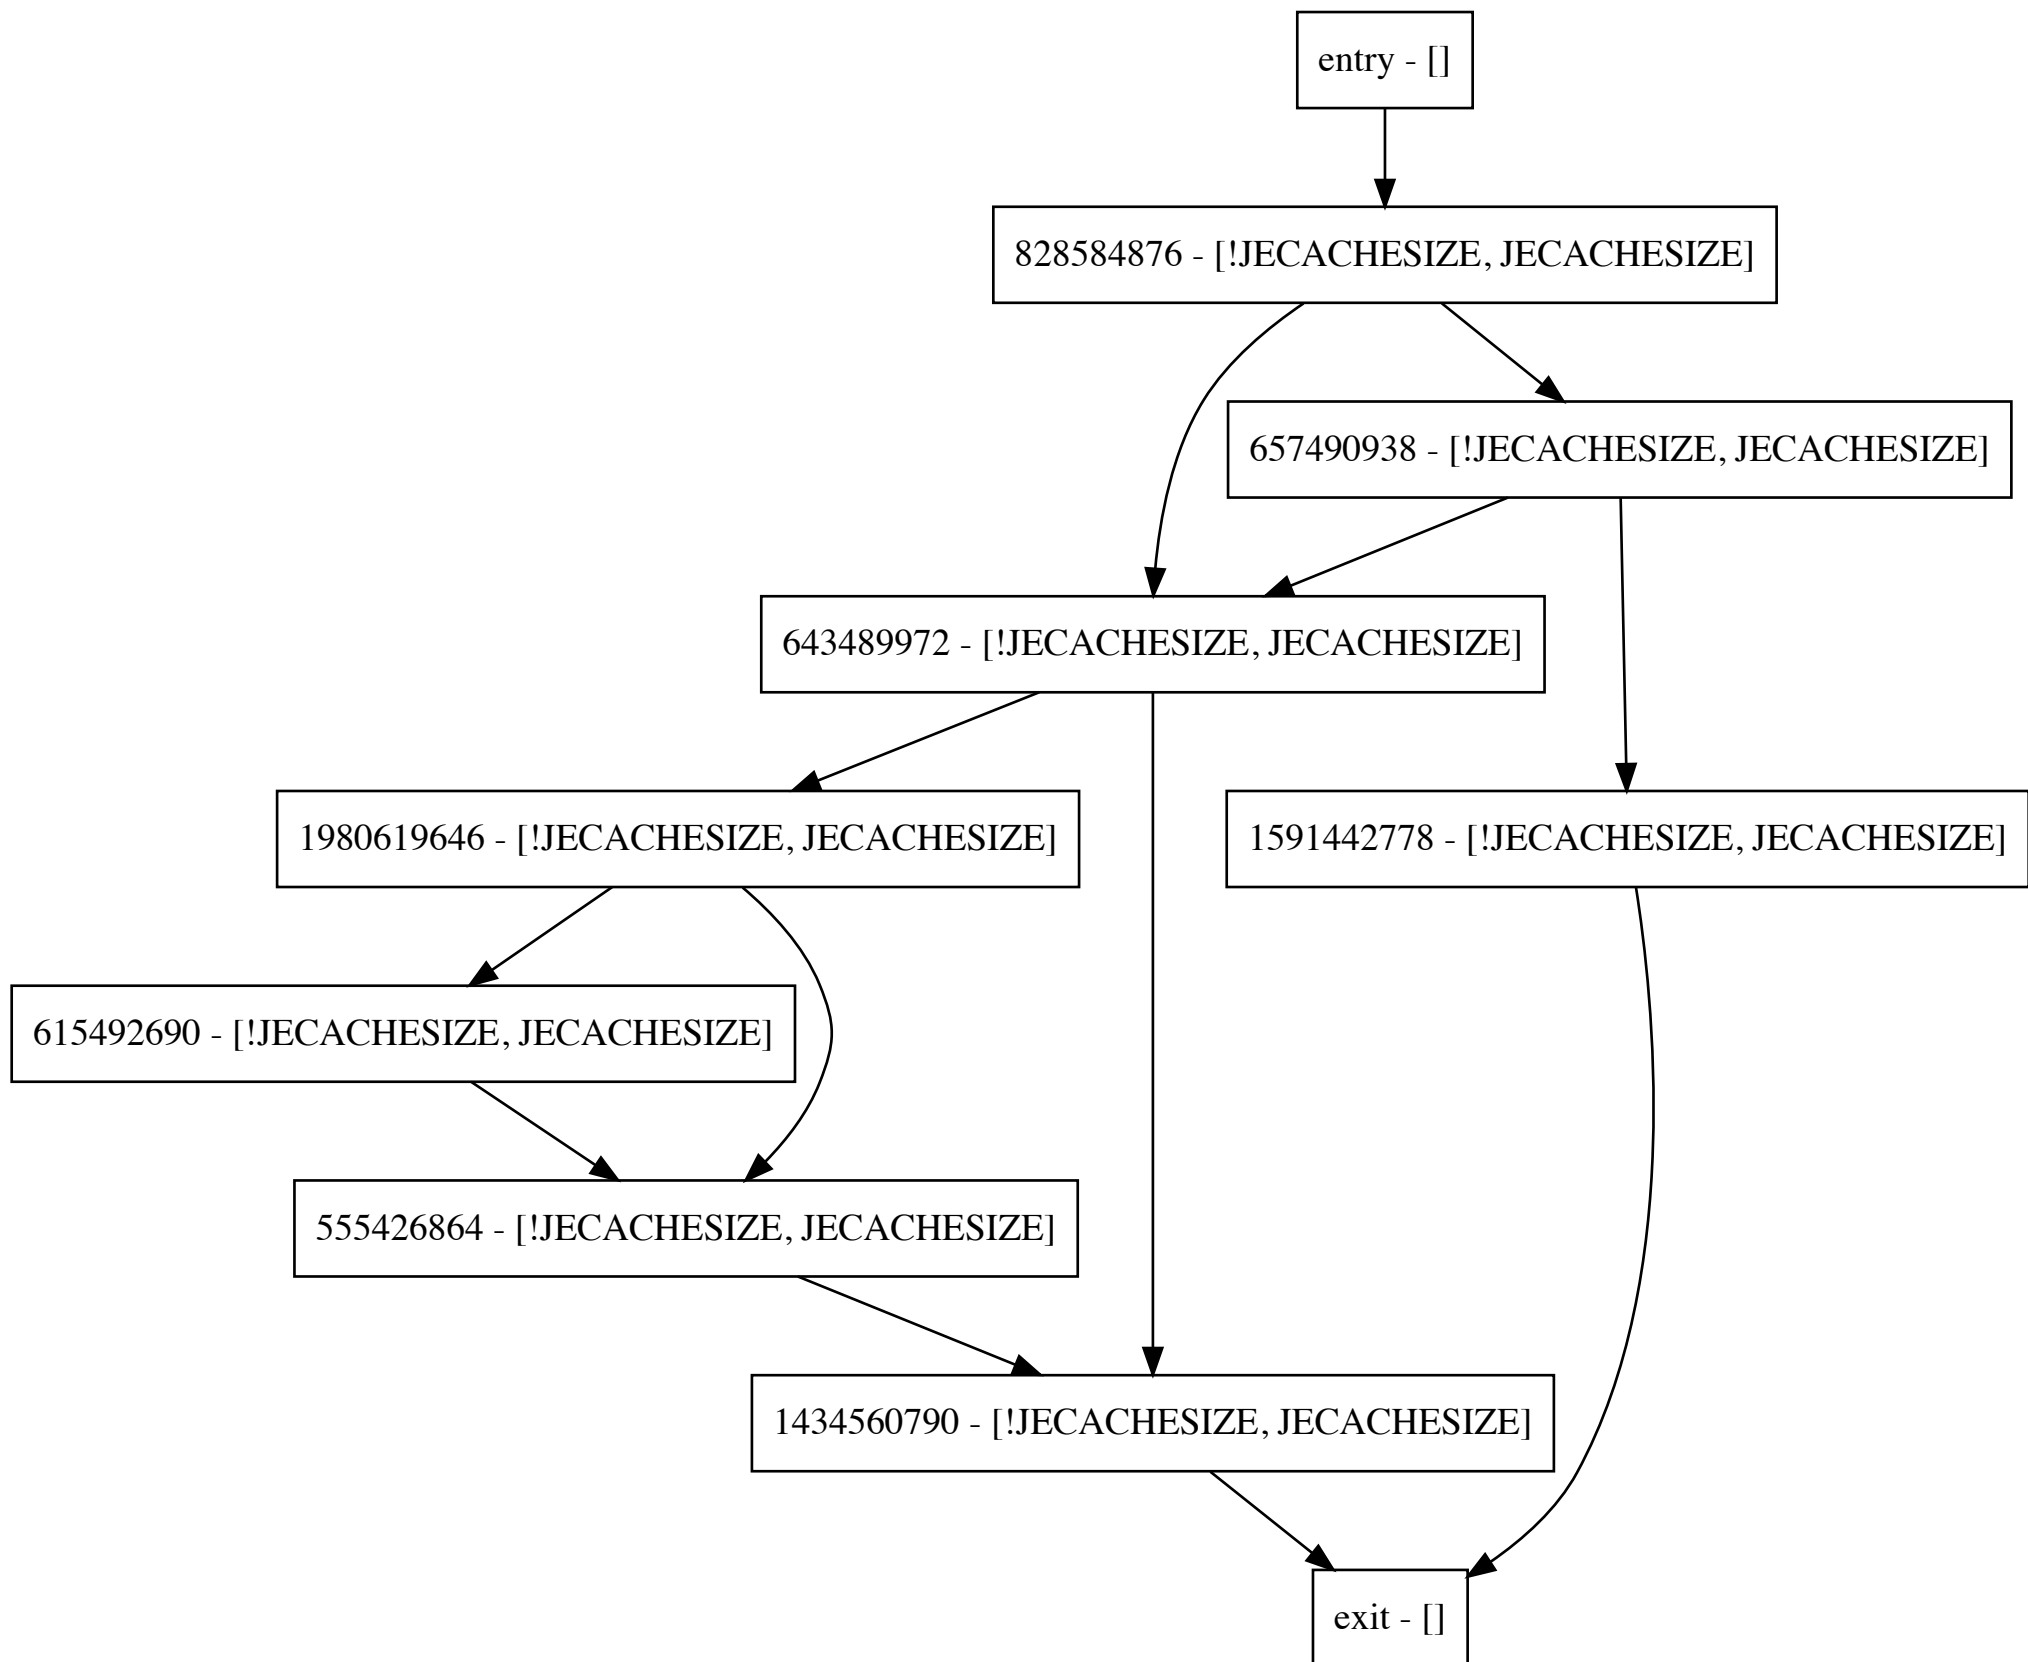 entry - []
828584876 - [!JECACHESIZE, JECACHESIZE]
657490938 - [!JECACHESIZE, JECACHESIZE]
643489972 - [!JECACHESIZE, JECACHESIZE]
1980619646 - [!JECACHESIZE, JECACHESIZE]
1591442778 - [!JECACHESIZE, JECACHESIZE]
615492690 - [!JECACHESIZE, JECACHESIZE]
555426864 - [!JECACHESIZE, JECACHESIZE]
1434560790 - [!JECACHESIZE, JECACHESIZE]
exit - []